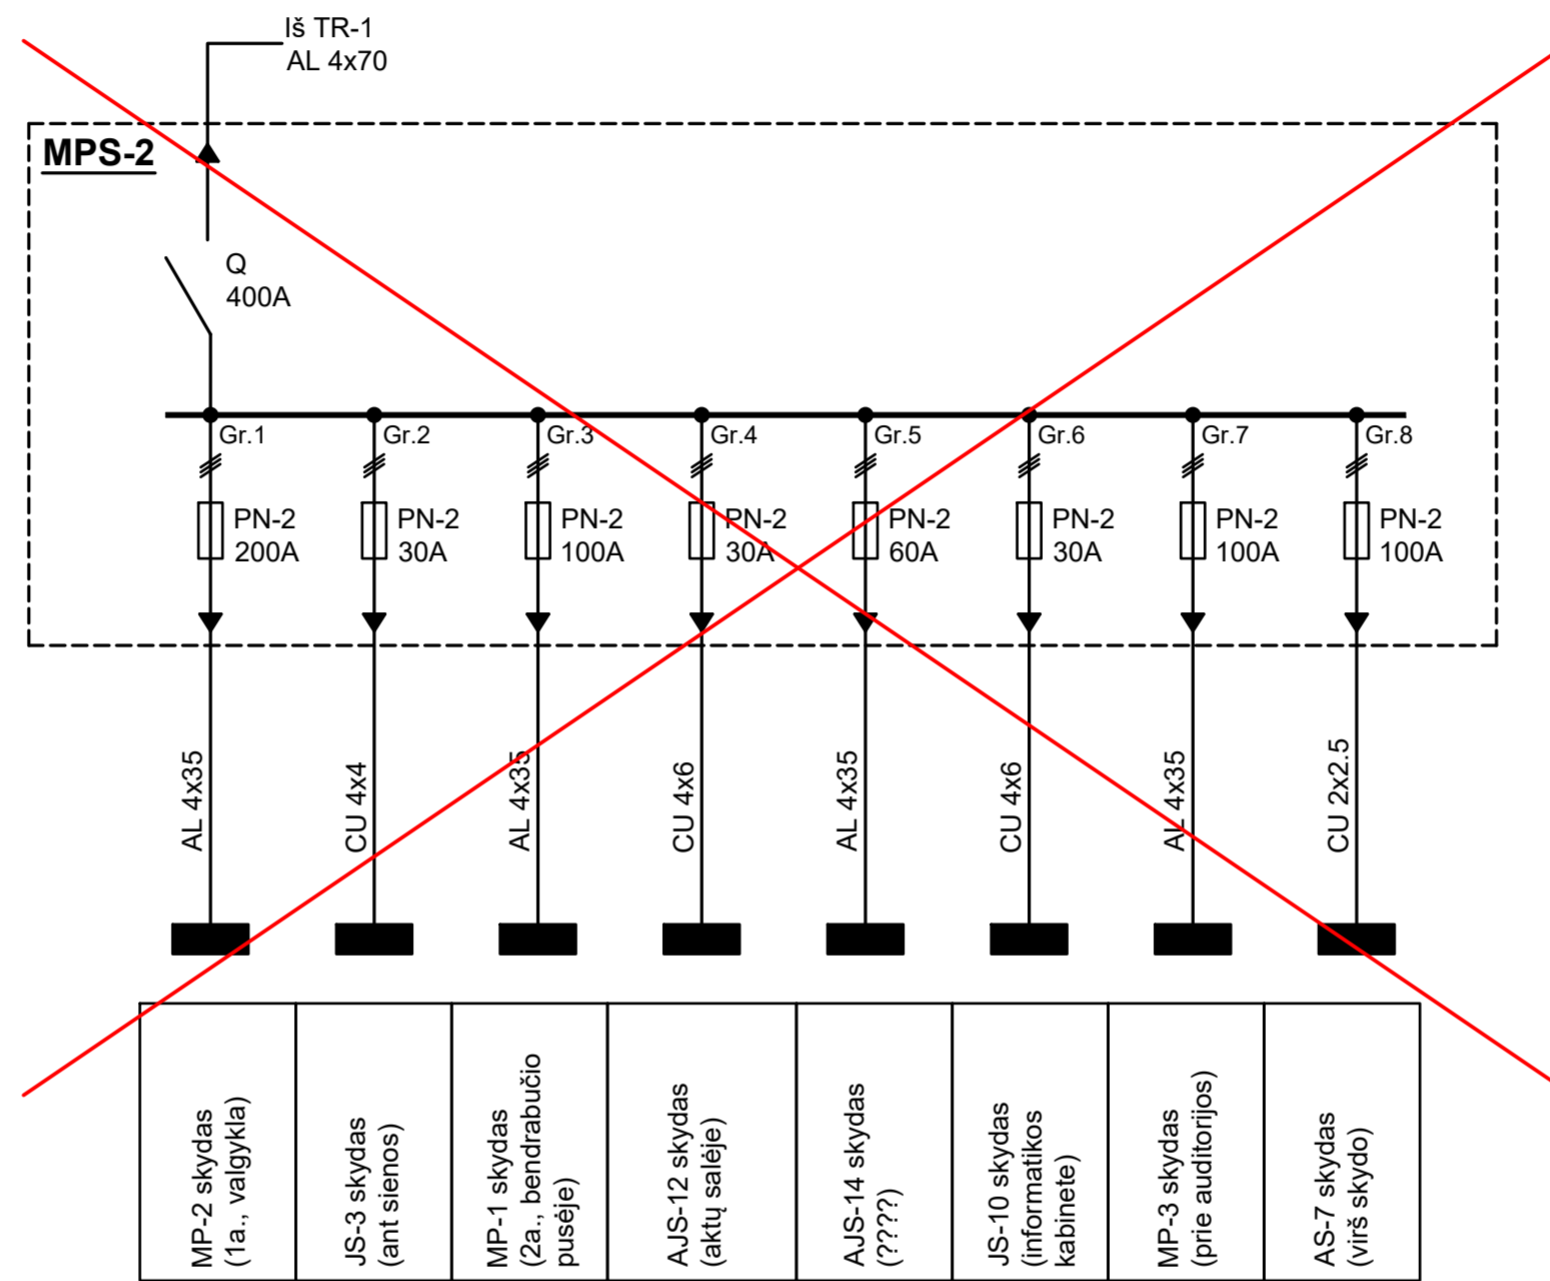 Iš TR-1
AL 4x70
MPS-2
Q
400A
Gr.1
Gr.2
Gr.3
Gr.4
Gr.5
Gr.6
Gr.7
Gr.8
PN-2
200A
PN-2
30A
PN-2
100A
PN-2
30A
PN-2
60A
PN-2
30A
PN-2
100A
PN-2
100A
AL 4x35
CU 4x4
AL 4x35
CU 4x6
AL 4x35
CU 4x6
AL 4x35
CU 2x2.5
MP-2 skydas
(1a., valgykla)
JS-3 skydas
(ant sienos)
MP-1 skydas
(2a., bendrabučio
pusėje)
AJS-12 skydas
(aktų salėje)
AJS-14 skydas
(????)
JS-10 skydas
(informatikos
kabinete)
MP-3 skydas
(prie auditorijos)
AS-7 skydas
(virš skydo)